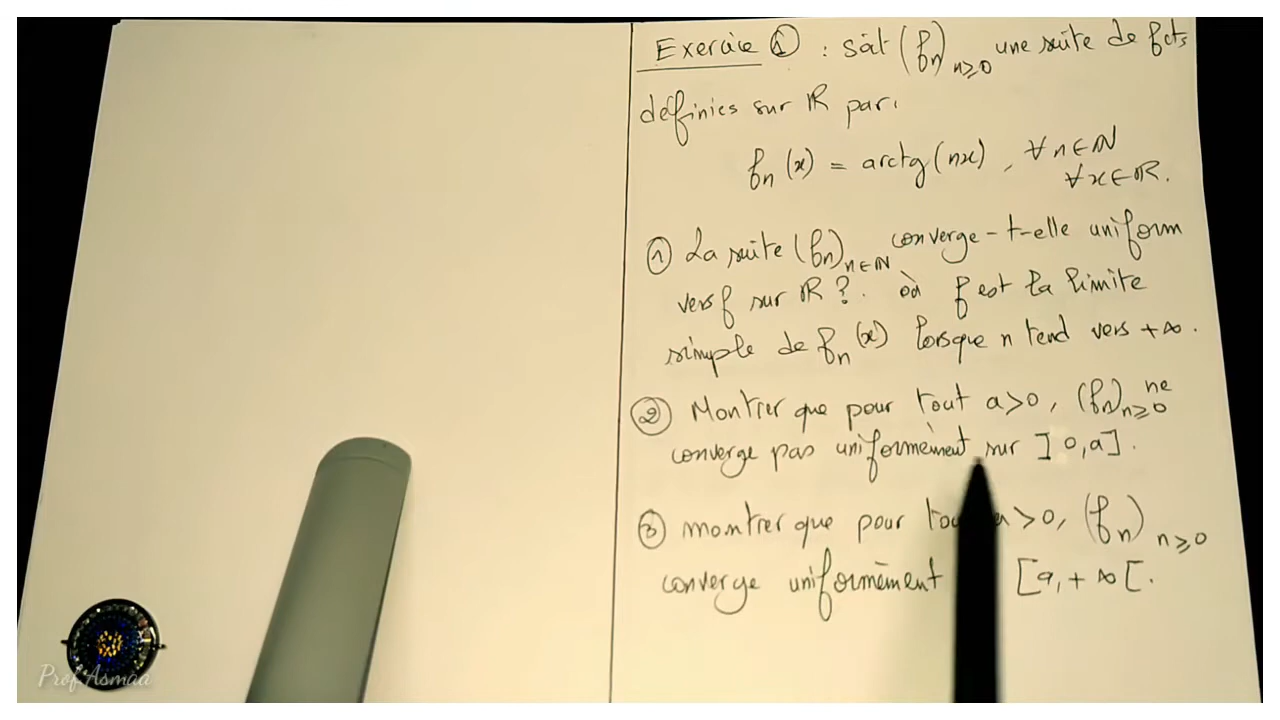 Exercice ① : soit (fn)n≥0 une suite de fcts
définies sur ℝ par:
fn(x) = arctg(nx), ∀n∈ℕ
∀x∈ℝ.
① La suite (fn)n∈ℕ converge-t-elle uniform
vers f sur ℝ ?. où f est la limite
simple de fn(x) lorsque n tend vers +∞.
② Montrer que pour tout a>0, (fn)n≥0 ne
converge pas uniformèment sur ]0,a].
③ montrer que pour a>0, (fn)n≥0
converge uniformèment [a,+∞[.
Prof.Asmaa